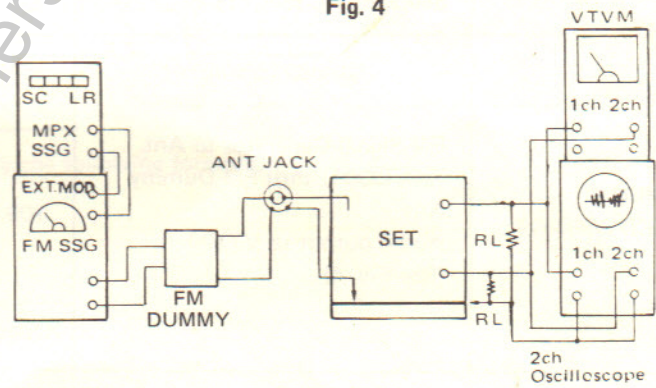 Fig. 4
VTVM
SC LR
1ch 2ch
MPX
SSG
ANT JACK
EXT.MOD
SET
FM SSG
RL
1ch 2ch
FM
DUMMY
RL
2ch
Oscilloscope